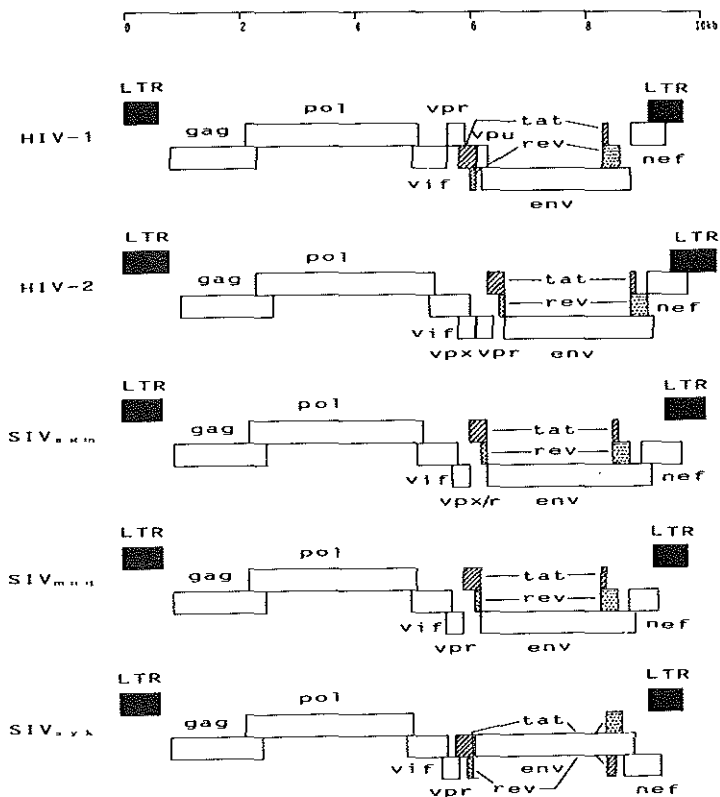 0 2 4 6 8 10kb
LTR LTR
pol vpr tat
HIV-1 gag vpu rev
vif nef
env
LTR LTR
pol
HIV-2 gag tat
rev
vif nef
vpx vpr env
LTR LTR
pol
SIVagm gag tat
rev
vif nef
vpx/r env
LTR LTR
pol
SIVmnd gag tat
rev
vif nef
vpr env
LTR LTR
pol
SIVsyk gag tat
vif env
vpr rev nef